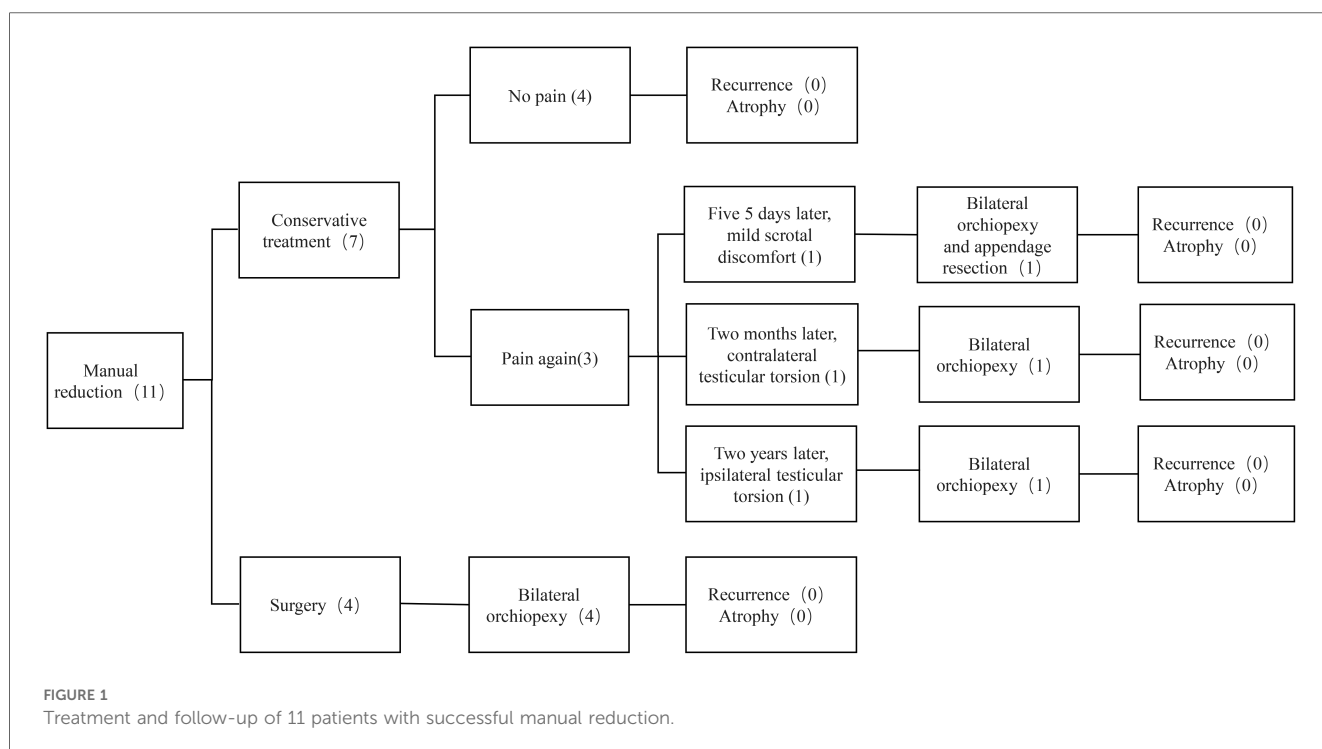 No pain (4)
Recurrence（0）
Atrophy（0）
Conservative
treatment（7）
Five 5 days later,
mild scrotal
discomfort (1)
Bilateral
orchiopexy
and appendage
resection（1）
Recurrence（0）
Atrophy（0）
Manual
reduction（11）
Pain again(3)
Two months later,
contralateral
testicular torsion (1)
Bilateral
orchiopexy（1）
Recurrence（0）
Atrophy（0）
Two years later,
ipsilateral testicular
torsion (1)
Bilateral
orchiopexy（1）
Recurrence（0）
Atrophy（0）
Surgery（4）
Bilateral
orchiopexy（4）
Recurrence（0）
Atrophy（0）
FIGURE 1
Treatment and follow-up of 11 patients with successful manual reduction.